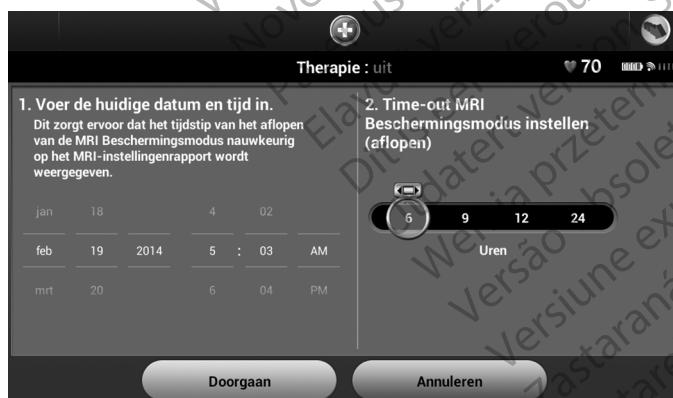 Therapie : uit
70
1. Voer de huidige datum en tijd in.
Dit zorgt ervoor dat het tijdstip van het aflopen
van de MRI Beschermingsmodus nauwkeurig
op het MRI-instellingenrapport wordt
weergegeven.
jan 18 4 02
feb 19 2014 5 : 03 AM
mrt 20 6 04 PM
2. Time-out MRI
Beschermingsmodus instellen
(aflopen)
6 9 12 24
Uren
Doorgaan
Annuleren